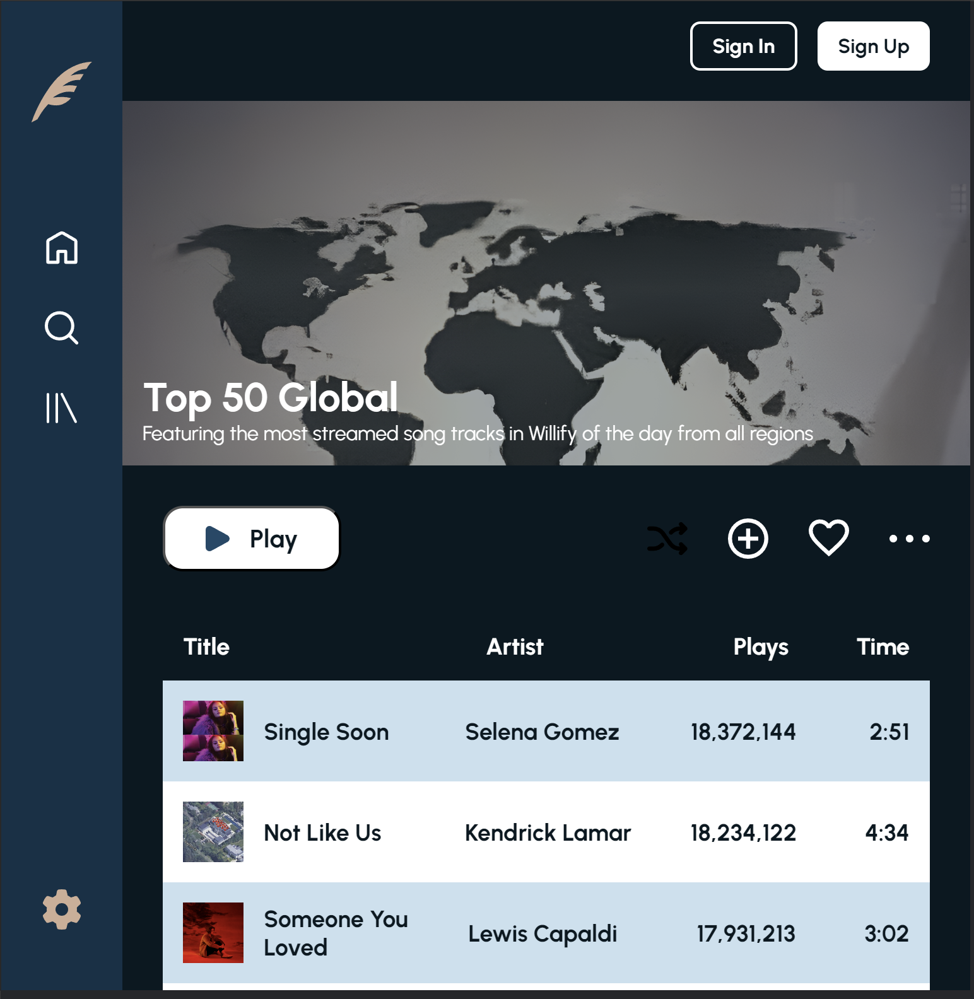 Sign In
Sign Up
Top 50 Global
Featuring the most streamed song tracks in Willify of the day from all regions
Play
Title Artist Plays Time
Single Soon Selena Gomez 18,372,144 2:51
Not Like Us Kendrick Lamar 18,234,122 4:34
Someone You
Loved
Lewis Capaldi 17,931,213 3:02